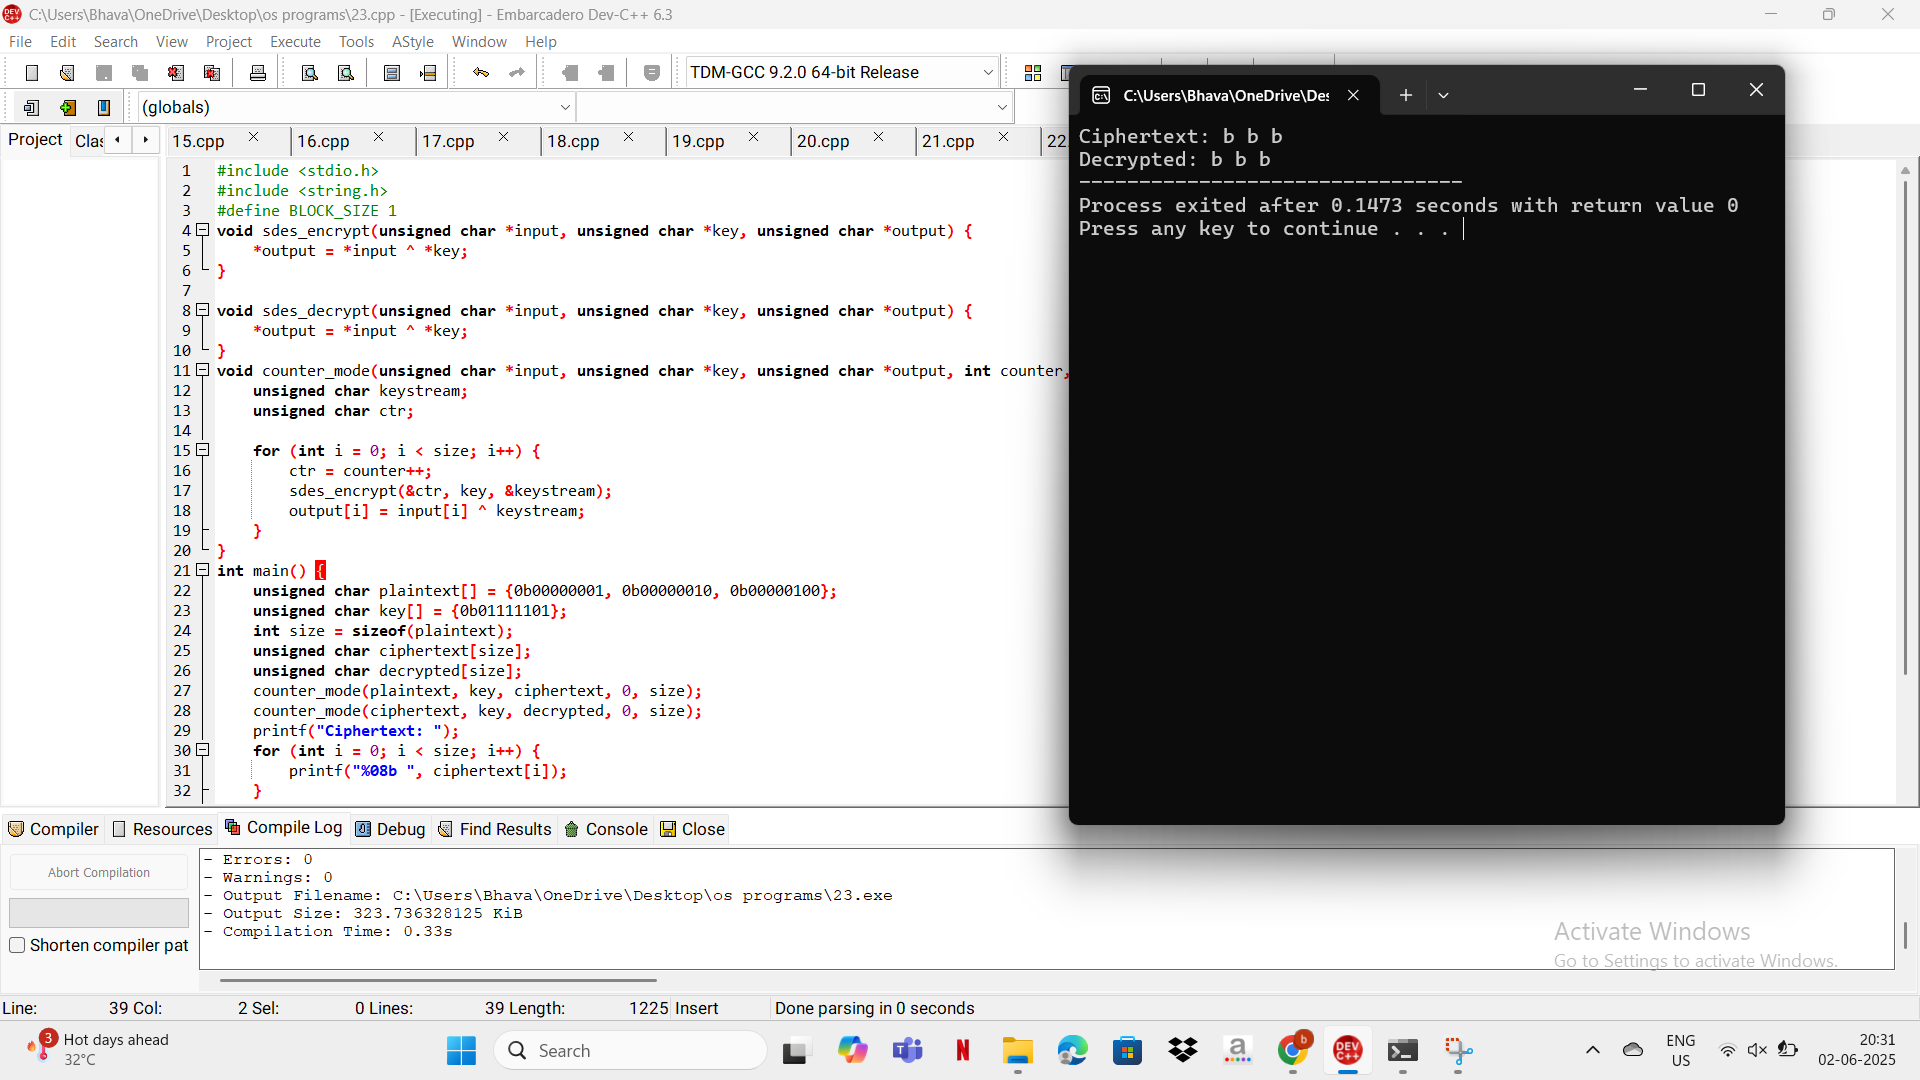 C:\Users\Bhava\OneDrive\Desktop\os programs\23.cpp - [Executing] - Embarcadero Dev-C++ 6.3
File Edit Search View Project Execute Tools AStyle Window Help
TDM-GCC 9.2.0 64-bit Release
(globals)
Project Clas 15.cpp 16.cpp 17.cpp 18.cpp 19.cpp 20.cpp 21.cpp 22
1 #include <stdio.h>
2 #include <string.h>
3 #define BLOCK_SIZE 1
4 void sdes_encrypt(unsigned char *input, unsigned char *key, unsigned char *output) {
5 *output = *input ^ *key;
6 }
7
8 void sdes_decrypt(unsigned char *input, unsigned char *key, unsigned char *output) {
9 *output = *input ^ *key;
10 }
11 void counter_mode(unsigned char *input, unsigned char *key, unsigned char *output, int counter,
12 unsigned char keystream;
13 unsigned char ctr;
14
15 for (int i = 0; i < size; i++) {
16 ctr = counter++;
17 sdes_encrypt(&ctr, key, &keystream);
18 output[i] = input[i] ^ keystream;
19 }
20 }
21 int main() {
22 unsigned char plaintext[] = {0b00000001, 0b00000010, 0b00000100};
23 unsigned char key[] = {0b01111101};
24 int size = sizeof(plaintext);
25 unsigned char ciphertext[size];
26 unsigned char decrypted[size];
27 counter_mode(plaintext, key, ciphertext, 0, size);
28 counter_mode(ciphertext, key, decrypted, 0, size);
29 printf("Ciphertext: ");
30 for (int i = 0; i < size; i++) {
31 printf("%08b ", ciphertext[i]);
32 }
C:\Users\Bhava\OneDrive\Des
Ciphertext: b b b
Decrypted: b b b
--------------------------------
Process exited after 0.1473 seconds with return value 0
Press any key to continue . . .
Compiler Resources Compile Log Debug Find Results Console Close
Abort Compilation
Shorten compiler pat
- Errors: 0
- Warnings: 0
- Output Filename: C:\Users\Bhava\OneDrive\Desktop\os programs\23.exe
- Output Size: 323.736328125 KiB
- Compilation Time: 0.33s
Activate Windows
Go to Settings to activate Windows.
Line: 39 Col: 2 Sel: 0 Lines: 39 Length: 1225 Insert Done parsing in 0 seconds
3 Hot days ahead
32°C
Search
ENG
US
20:31
02-06-2025